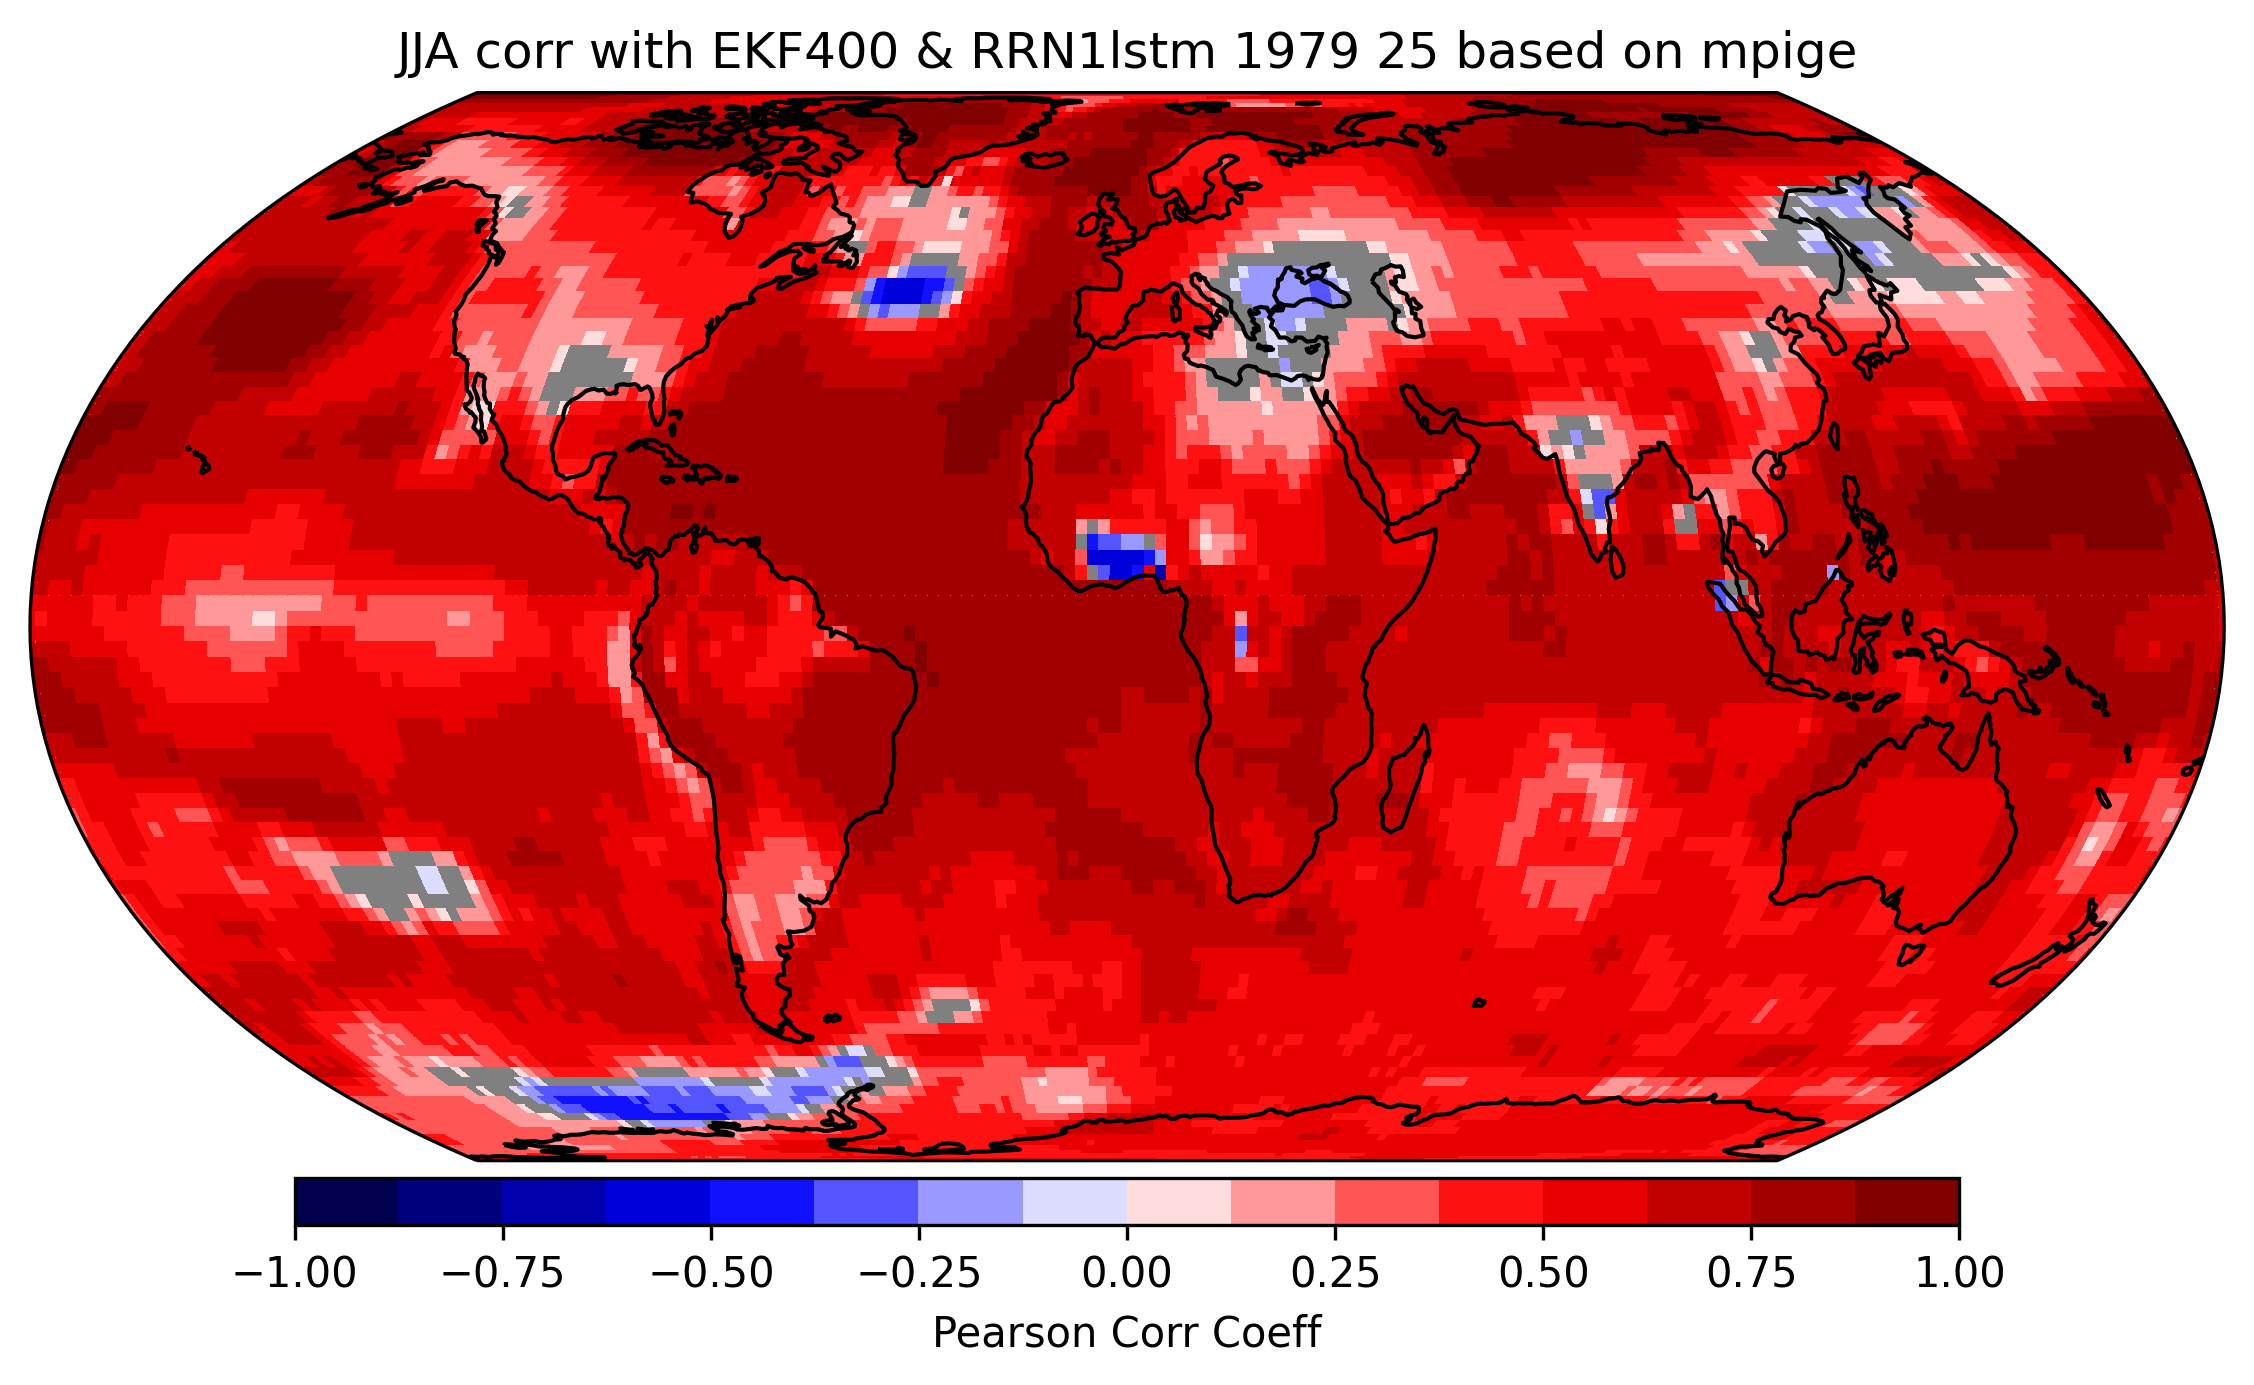 JJA corr with EKF400 & RRN1lstm 1979 25 based on mpige
−1.00 −0.75 −0.50 −0.25 0.00 0.25 0.50 0.75 1.00
Pearson Corr Coeff